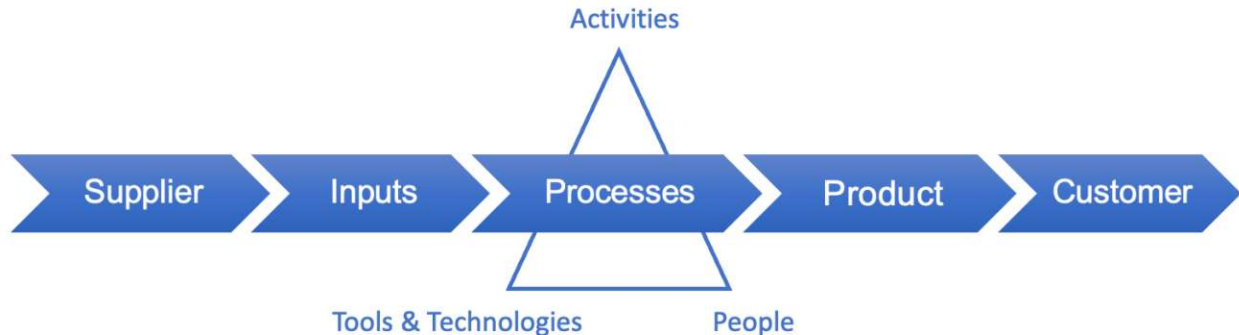 Activities
Supplier
Inputs
Processes
Product
Customer
Tools & Technologies
People